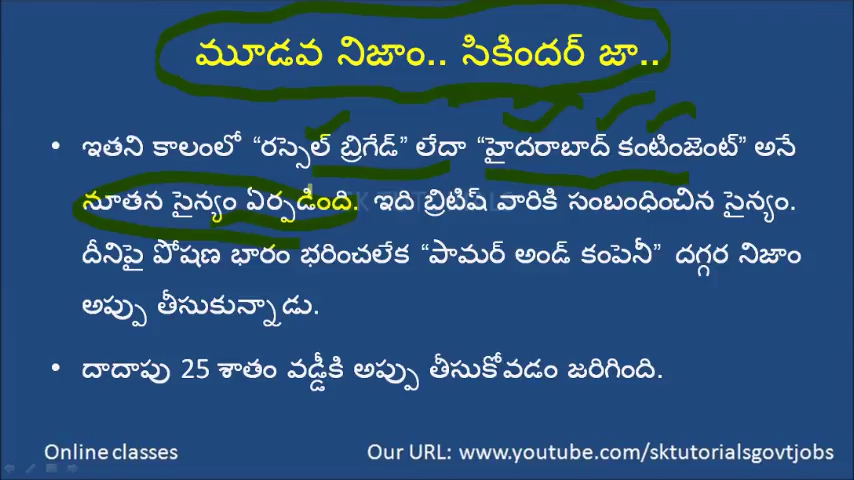 మూడవ నిజాం.. సికిందర్ జా..
• ఇతని కాలంలో “రస్సెల్ బ్రిగేడ్” లేదా “హైదరాబాద్ కంటింజెంట్” అనే
నూతన సైన్యం ఏర్పడింది. ఇది బ్రిటిష్ వారికి సంబంధించిన సైన్యం.
దీనిపై పోషణ భారం భరించలేక “పామర్ అండ్ కంపెనీ” దగ్గర నిజాం
అప్పు తీసుకున్నాడు.
• దాదాపు 25 శాతం వడ్డీకి అప్పు తీసుకోవడం జరిగింది.
Online classes Our URL: www.youtube.com/sktutorialsgovtjobs